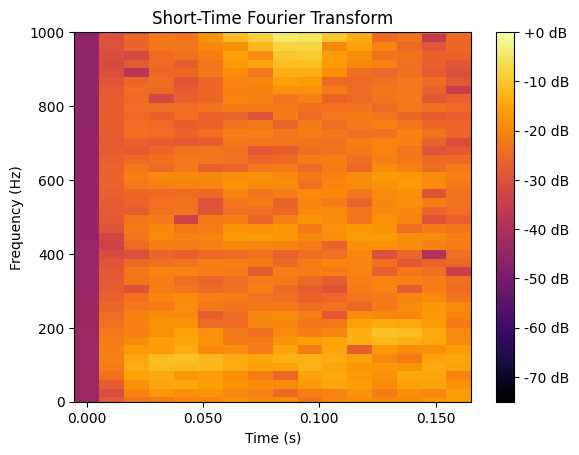 Short-Time Fourier Transform
1000
800
600
400
200
0
Frequency (Hz)
0.000
0.050
0.100
0.150
Time (s)
+0 dB
-10 dB
-20 dB
-30 dB
-40 dB
-50 dB
-60 dB
-70 dB